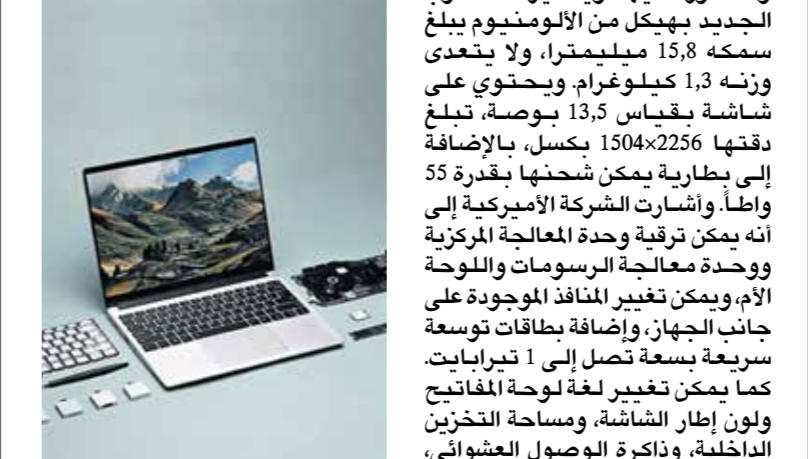 الجديد بهيكل من الألومنيوم يبلغ
سمكه 15,8 ميليمترا، ولا يتعدى
وزنه 1,3 كيلوغرام. ويحتوي على
شاشة بقياس 13,5 بوصة، تبلغ
دقتها 2256×1504 بكسل، بالإضافة
إلى بطارية يمكن شحنها بقدرة 55
واطاً. وأشارت الشركة الأميركية إلى
أنه يمكن ترقية وحدة المعالجة المركزية
ووحدة معالجة الرسومات واللوحة
الأم، ويمكن تغيير المنافذ الموجودة على
جانب الجهاز، وإضافة بطاقات توسعة
سريعة بسعة تصل إلى 1 تيرابايت.
كما يمكن تغيير لغة لوحة المفاتيح
ولون إطار الشاشة، ومساحة التخزين
الداخلية، وذاكرة الوصول العشوائي،